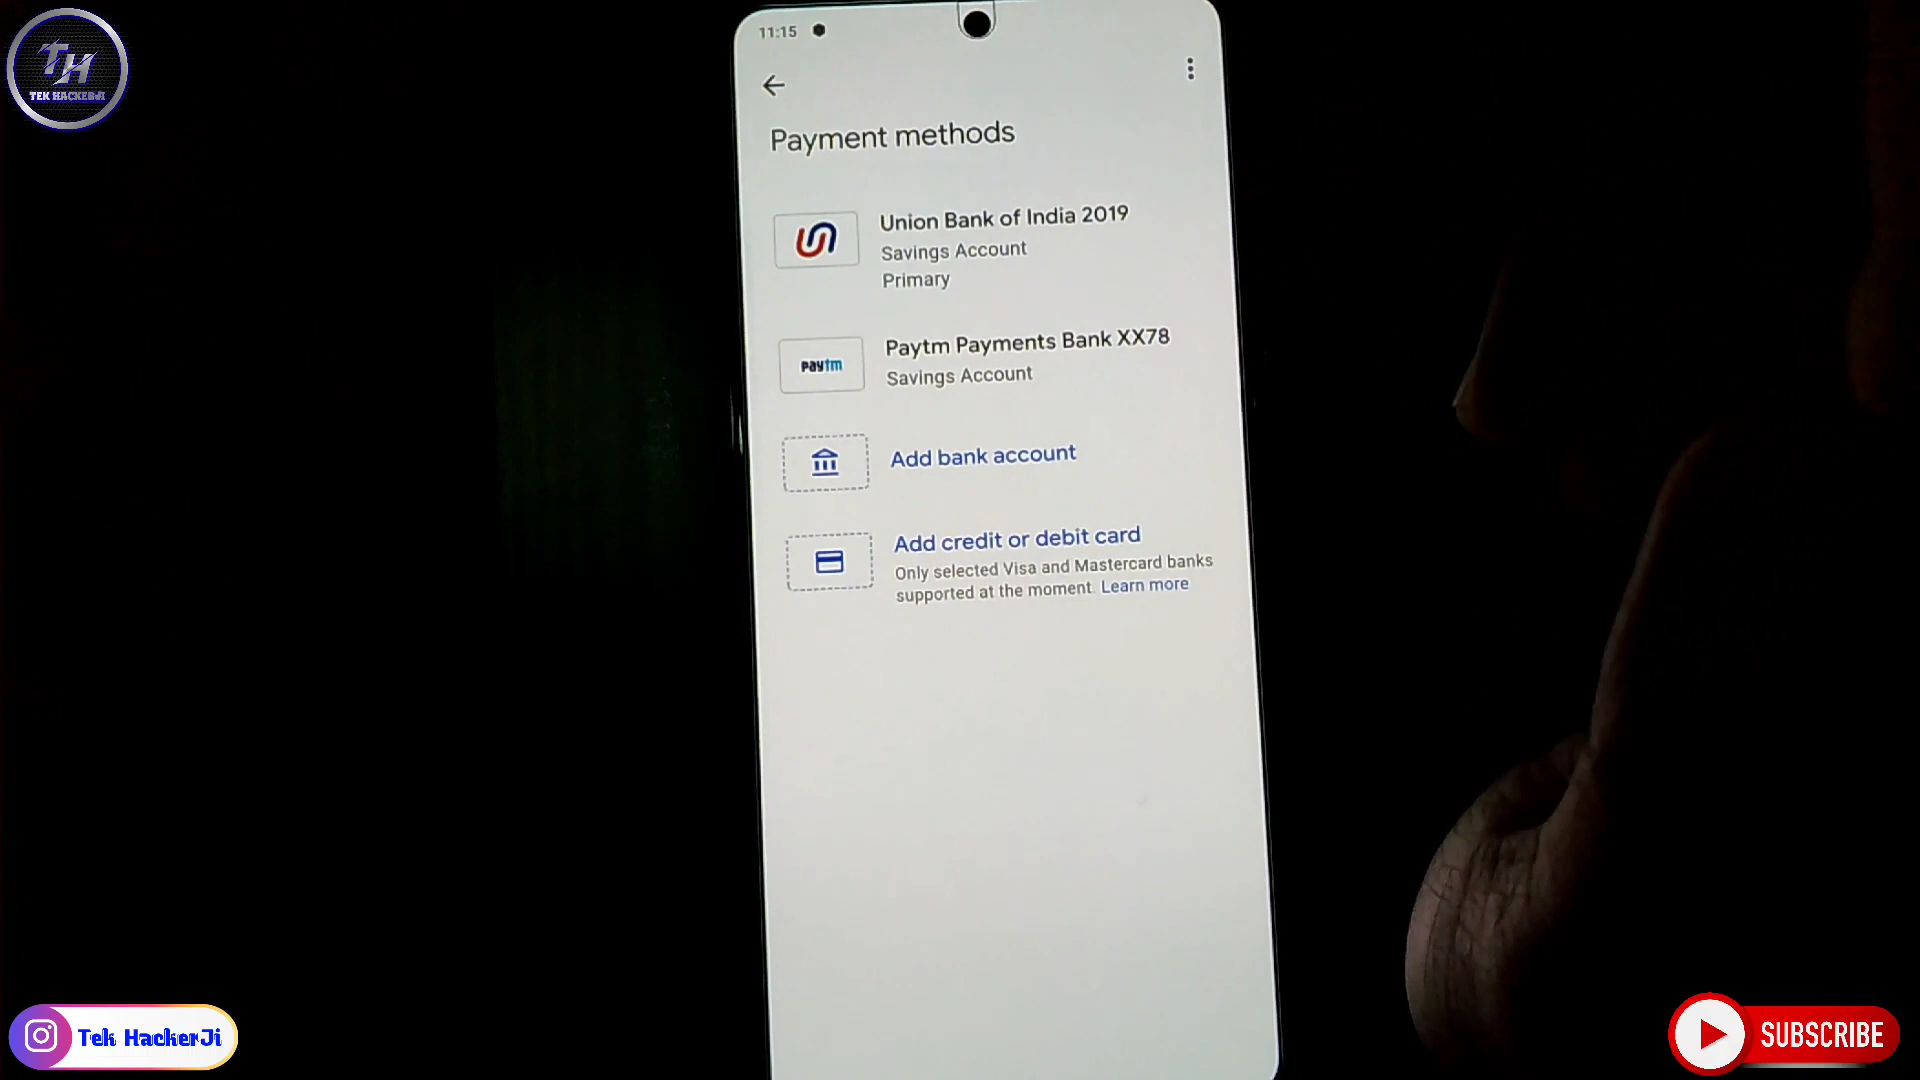 TH
TEK HACKERJI
11:15
Payment methods
Union Bank of India 2019
Savings Account
Primary
paytm
Paytm Payments Bank XX78
Savings Account
Add bank account
Add credit or debit card
Only selected Visa and Mastercard banks
supported at the moment. Learn more
Tek HackerJi
SUBSCRIBE